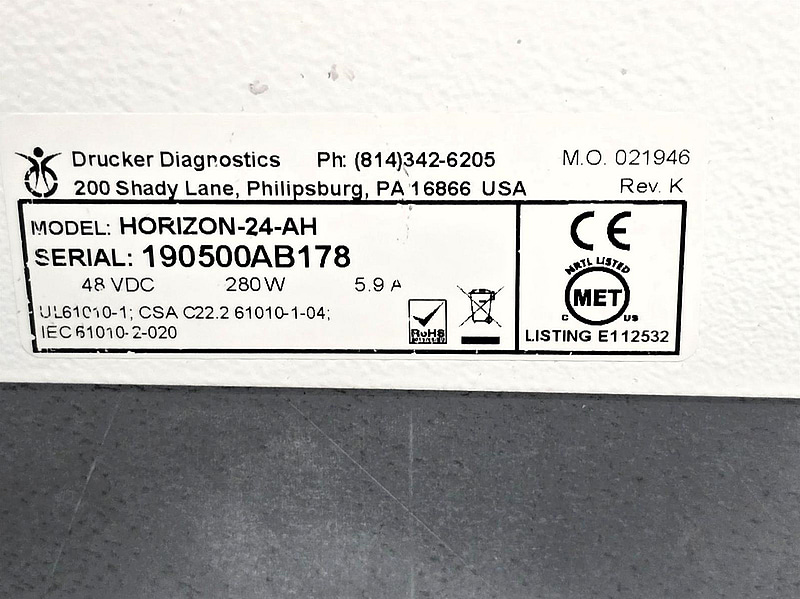 Drucker Diagnostics Ph: (814)342-6205 M.O. 021946
200 Shady Lane, Philipsburg, PA 16866 USA Rev. K
MODEL: HORIZON-24-AH
SERIAL: 190500AB178
48 VDC 280W 5.9 A
UL61010-1; CSA C22.2 61010-1-04;
IEC 61010-2-020
RoHS
CE
NRTL LISTED
MET
C US
LISTING E112532